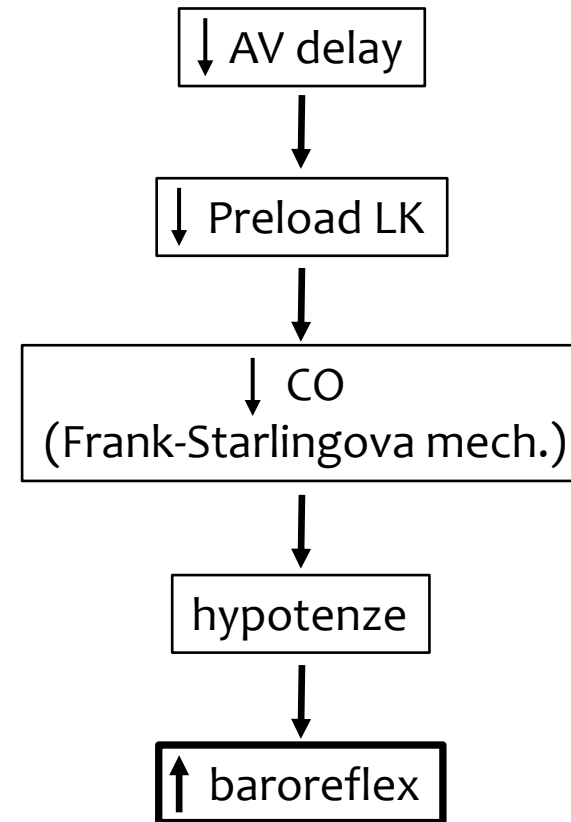 ↓ AV delay
↓ Preload LK
↓ CO
(Frank-Starlingova mech.)
hypotenze
↑ baroreflex